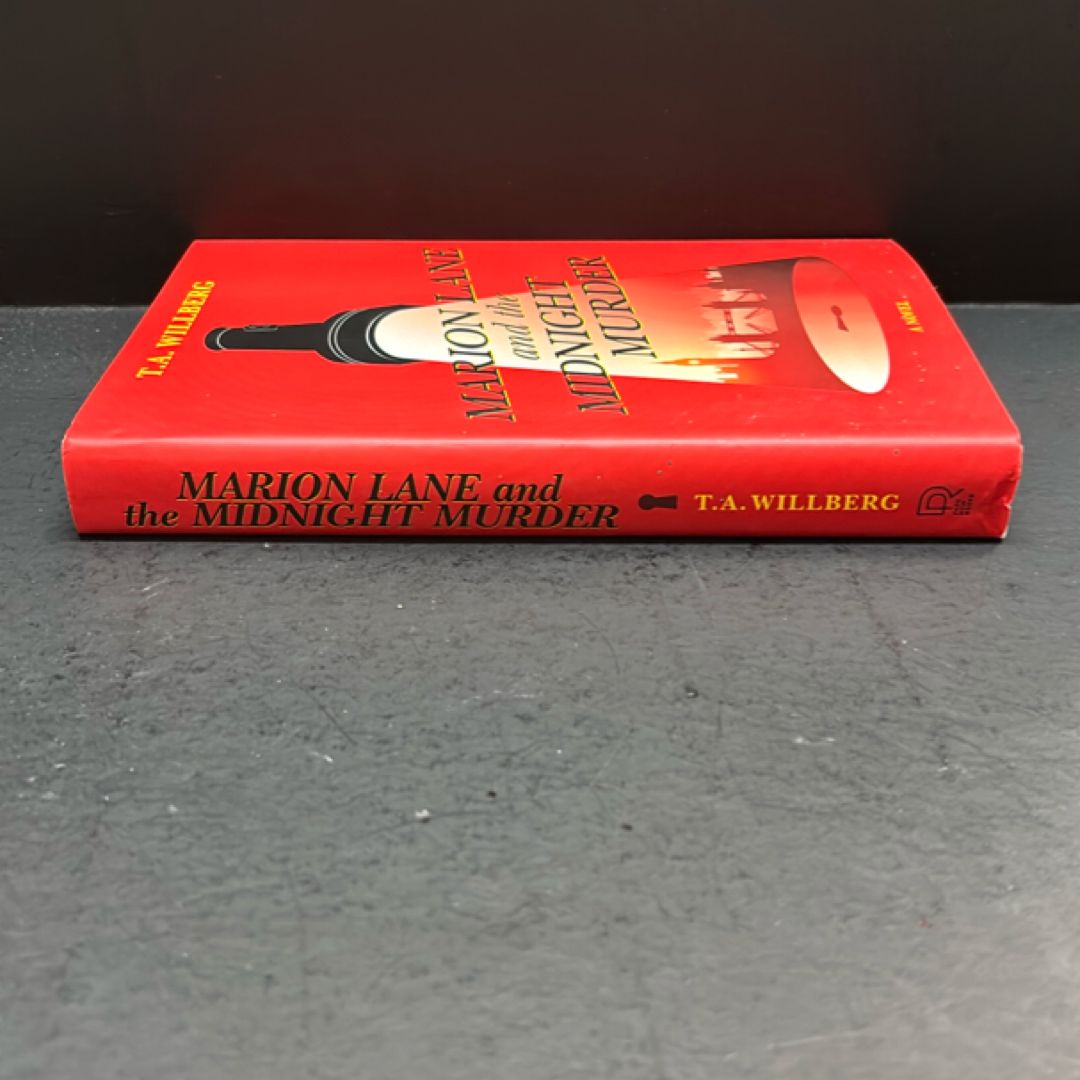 T.A. WILLBERG
MARION LANE
and the
MIDNIGHT
MURDER
A NOVEL
MARION LANE and
the MIDNIGHT MURDER
T.A. WILLBERG